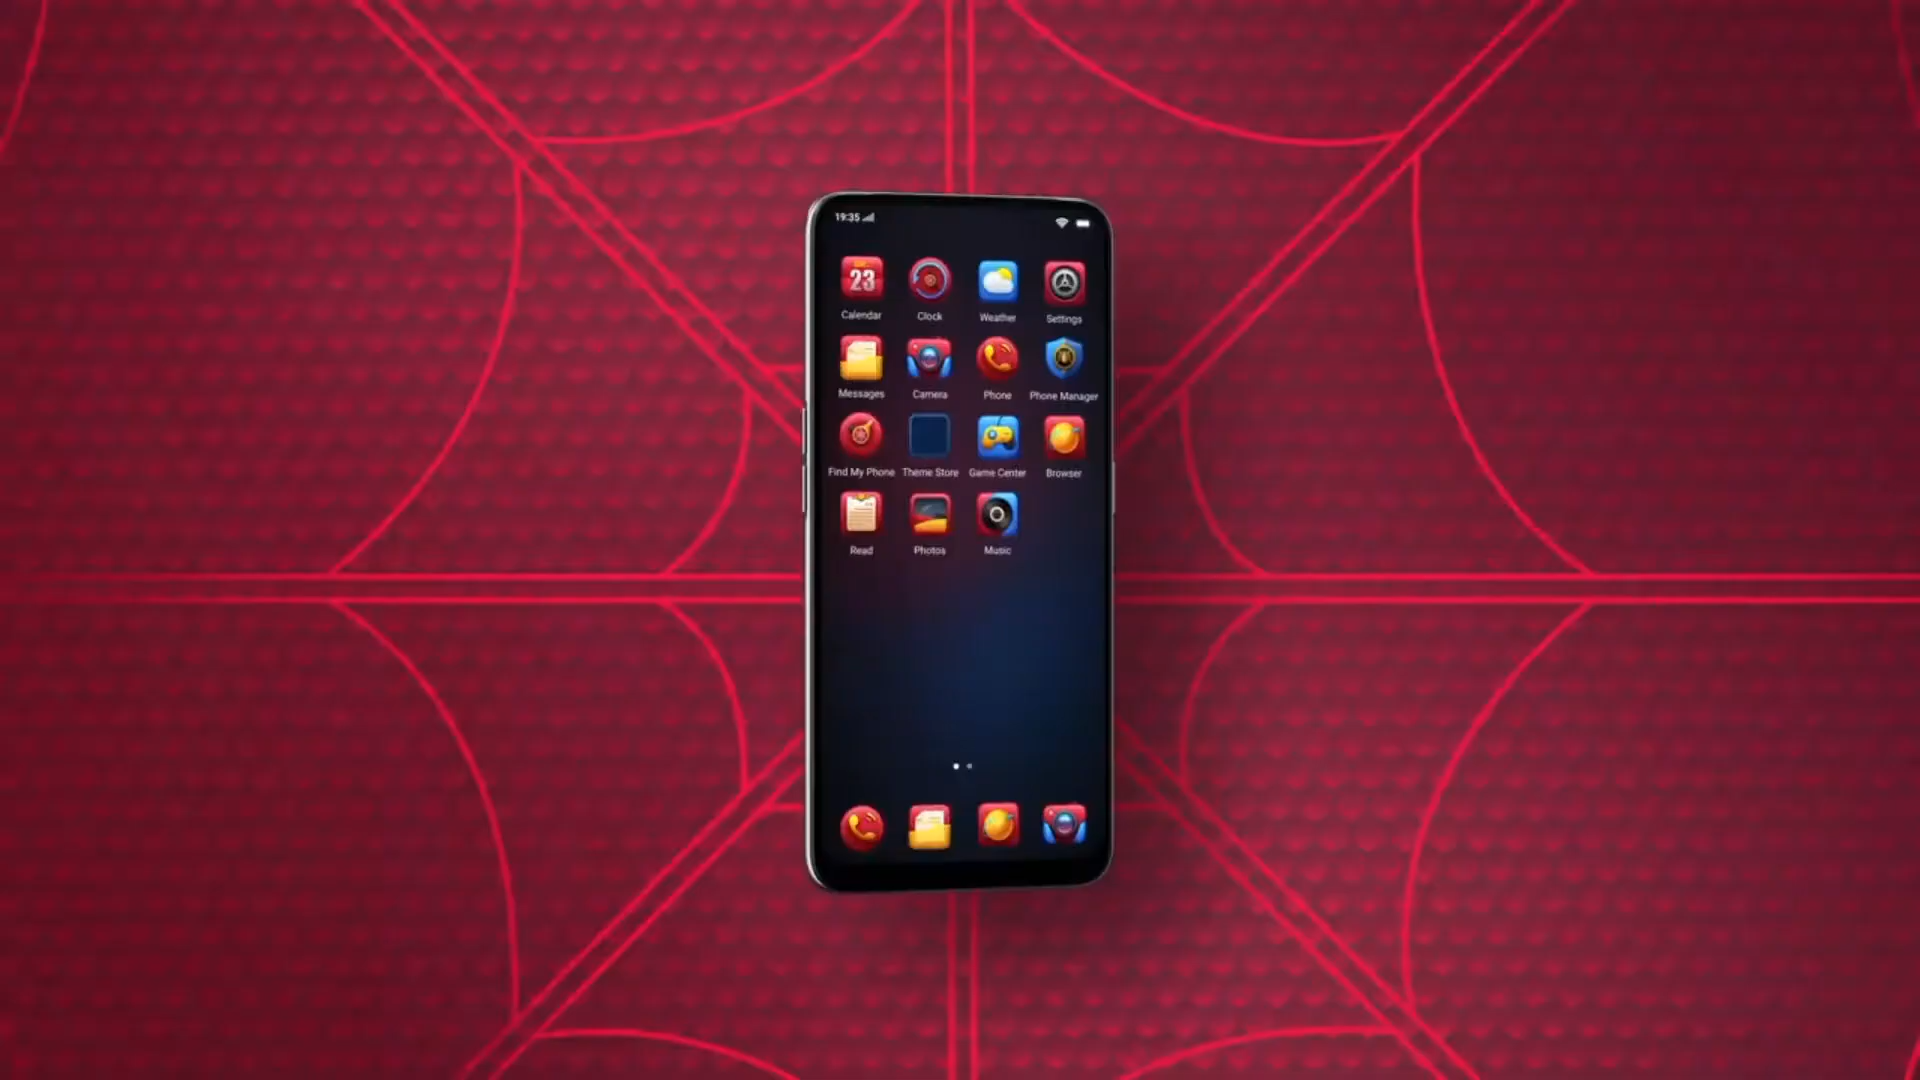 19:35
23
Calendar Clock Weather Settings
Messages Camera Phone Phone Manager
Find My Phone Theme Store Game Center Browser
Read Photos Music